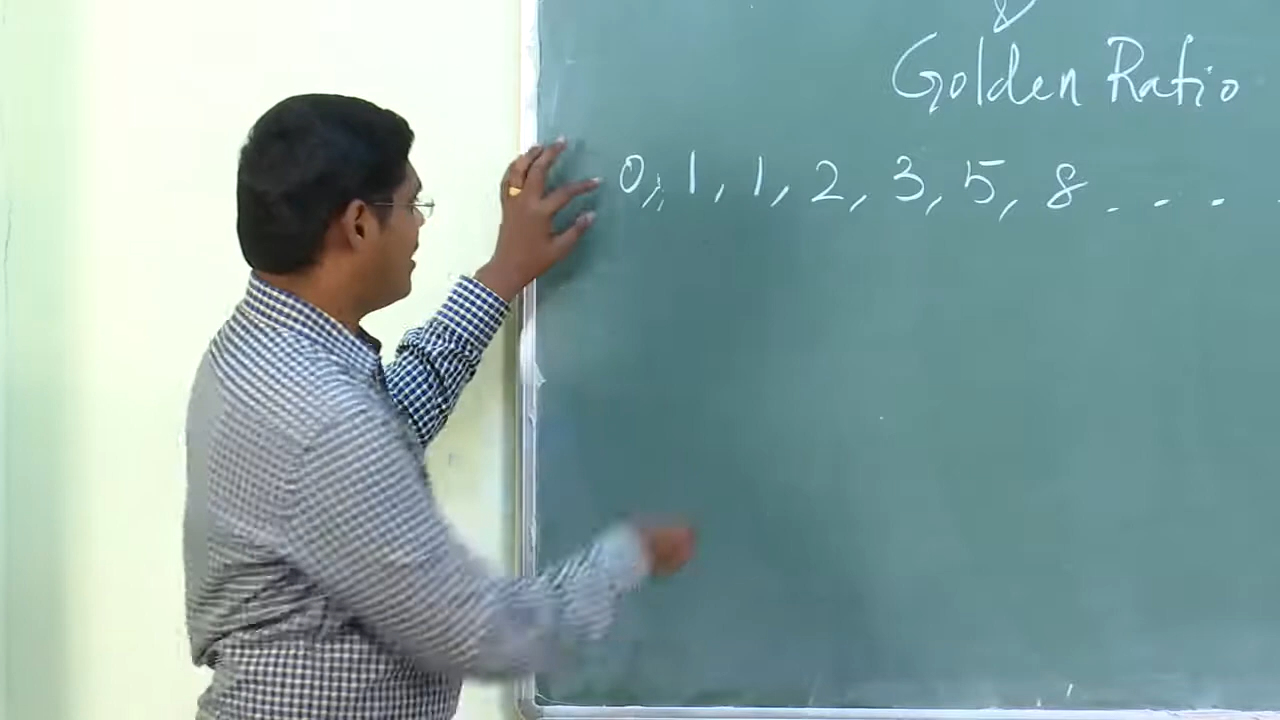 &
Golden Ratio
0, 1, 1, 2, 3, 5, 8 . . . .